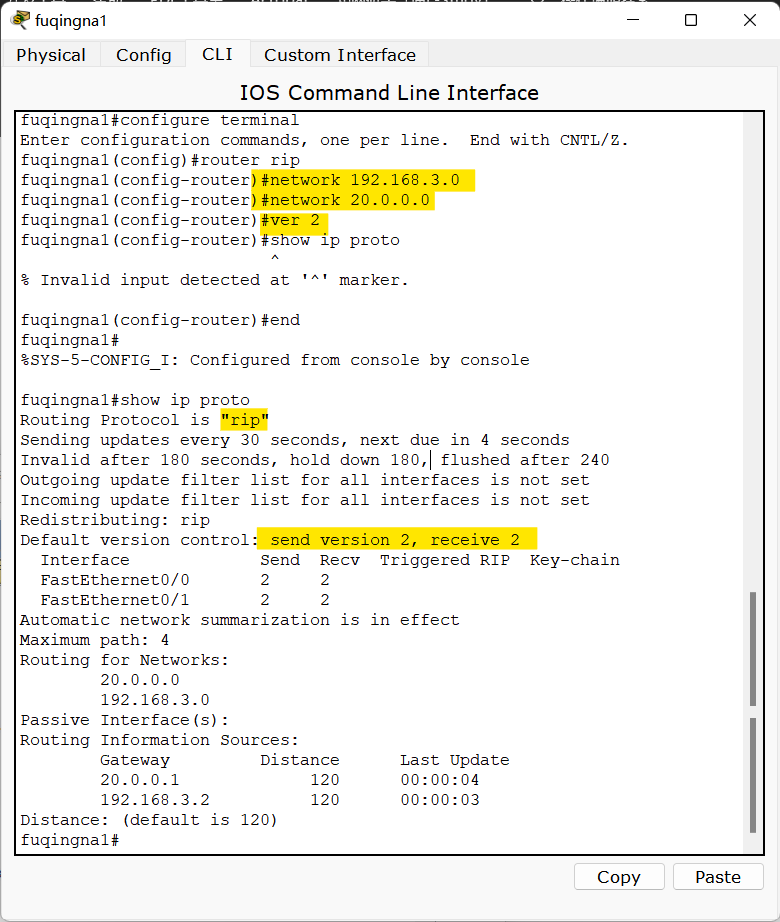 fuqingna1
Physical Config CLI Custom Interface
IOS Command Line Interface
fuqingna1#configure terminal
Enter configuration commands, one per line.  End with CNTL/Z.
fuqingna1(config)#router rip
fuqingna1(config-router)#network 192.168.3.0
fuqingna1(config-router)#network 20.0.0.0
fuqingna1(config-router)#ver 2
fuqingna1(config-router)#show ip proto
                         ^
% Invalid input detected at '^' marker.
fuqingna1(config-router)#end
fuqingna1#
%SYS-5-CONFIG_I: Configured from console by console
fuqingna1#show ip proto
Routing Protocol is "rip"
Sending updates every 30 seconds, next due in 4 seconds
Invalid after 180 seconds, hold down 180, flushed after 240
Outgoing update filter list for all interfaces is not set
Incoming update filter list for all interfaces is not set
Redistributing: rip
Default version control: send version 2, receive 2
  Interface             Send  Recv  Triggered RIP  Key-chain
  FastEthernet0/0       2     2
  FastEthernet0/1       2     2
Automatic network summarization is in effect
Maximum path: 4
Routing for Networks:
        20.0.0.0
        192.168.3.0
Passive Interface(s):
Routing Information Sources:
        Gateway         Distance      Last Update
        20.0.0.1             120      00:00:04
        192.168.3.2          120      00:00:03
Distance: (default is 120)
fuqingna1#
Copy Paste